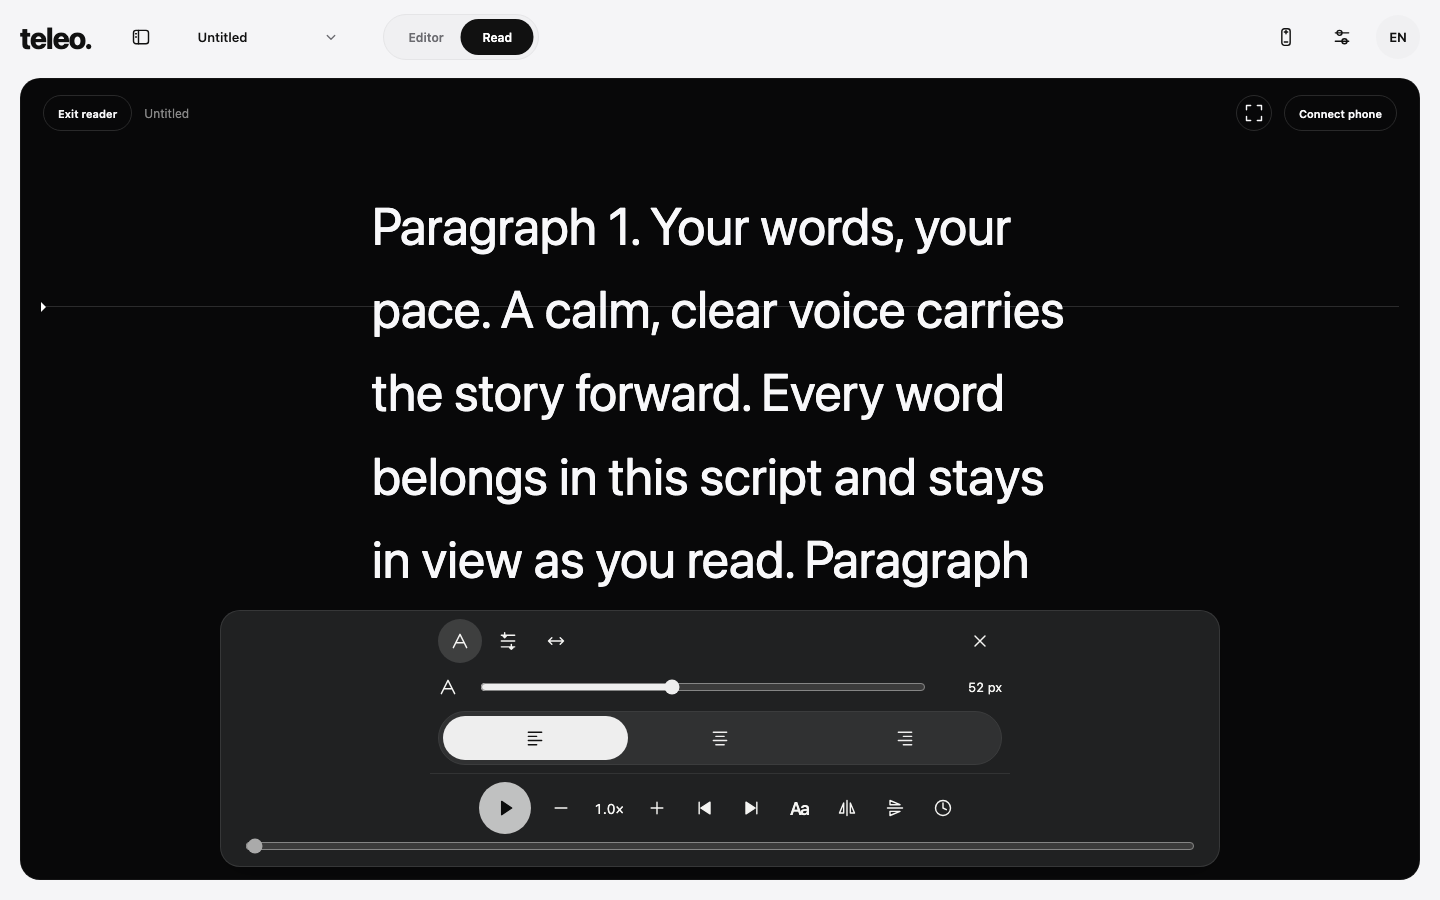 teleo.
Untitled
Editor
Read
EN
Exit reader
Untitled
Connect phone
Paragraph 1. Your words, your
pace. A calm, clear voice carries
the story forward. Every word
belongs in this script and stays
in view as you read. Paragraph
52 px
1.0×
Aa